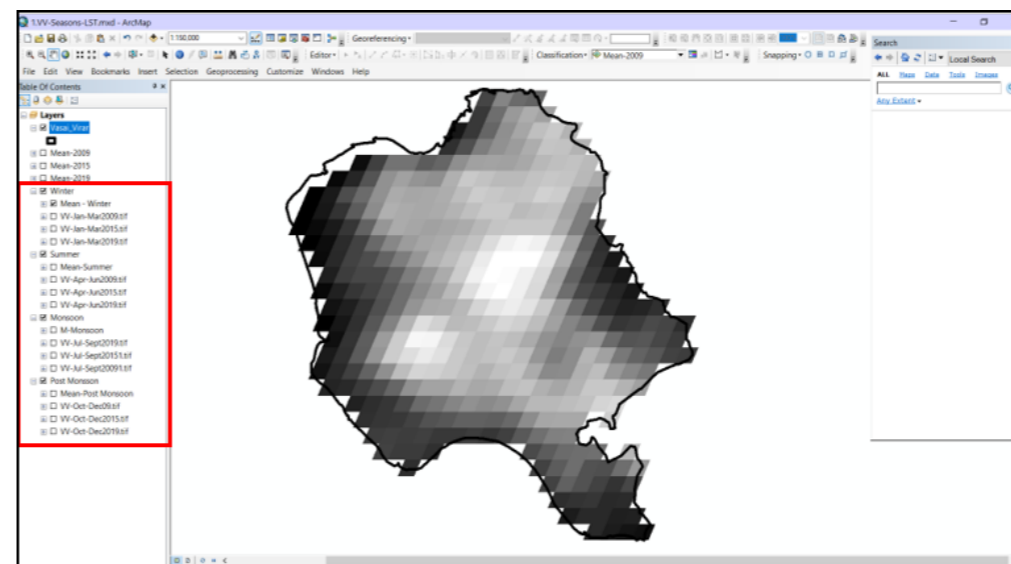 1.VV-Seasons-LST.mxd - ArcMap
1:150,000
Georeferencing
Editor
Classification
Mean-2009
Snapping
File Edit View Bookmarks Insert Selection Geoprocessing Customize Windows Help
Table Of Contents
Layers
Vasai_Virar
Mean-2009
Mean-2015
Mean-2019
Winter
Mean - Winter
VV-Jan-Mar2009.tif
VV-Jan-Mar2015.tif
VV-Jan-Mar2019.tif
Summer
Mean-Summer
VV-Apr-Jun2009.tif
VV-Apr-Jun2015.tif
VV-Apr-Jun2019.tif
Monsoon
M-Monsoon
VV-Jul-Sept2019.tif
VV-Jul-Sept20151.tif
VV-Jul-Sept20091.tif
Post Monsoon
Mean-Post Monsoon
VV-Oct-Dec09.tif
VV-Oct-Dec2015.tif
VV-Oct-Dec2019.tif
Search
Local Search
ALL Maps Data Tools Images
Any Extent